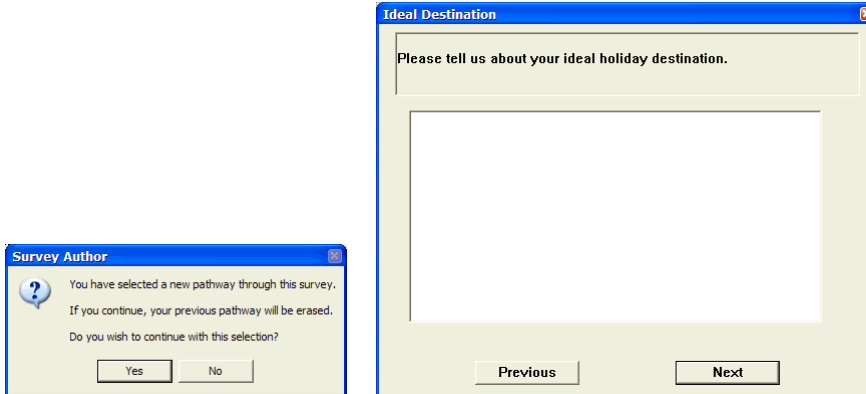 Survey Author
You have selected a new pathway through this survey.
If you continue, your previous pathway will be erased.
Do you wish to continue with this selection?
Yes No
Ideal Destination
Please tell us about your ideal holiday destination.
Previous Next